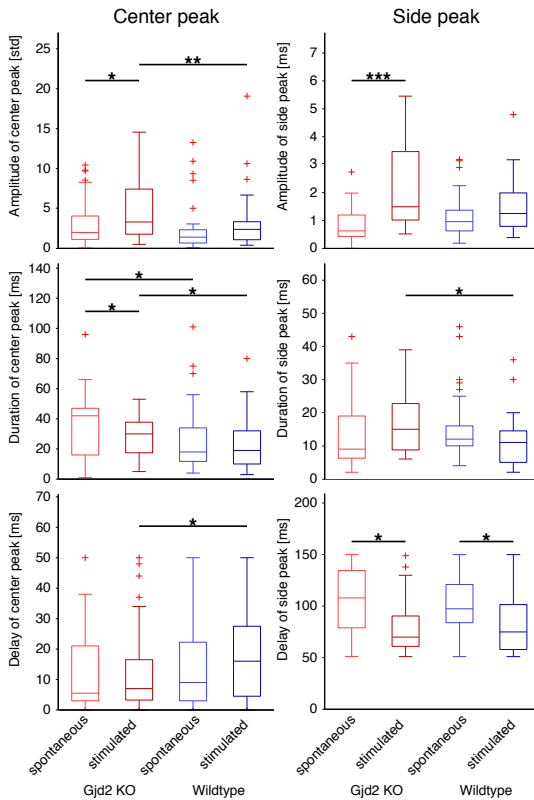 Center peak
Side peak
Amplitude of center peak [std]
25
20
15
10
5
0
*
**
Amplitude of side peak [ms]
7
6
5
4
3
2
1
0
***
Duration of center peak [ms]
140
120
100
80
60
40
20
0
*
*
*
Duration of side peak [ms]
60
50
40
30
20
10
0
*
Delay of center peak [ms]
70
60
50
40
30
20
10
0
*
Delay of side peak [ms]
200
150
100
50
0
*
*
spontaneous
stimulated
spontaneous
stimulated
Gjd2 KO
Wildtype
spontaneous
stimulated
spontaneous
stimulated
Gjd2 KO
Wildtype